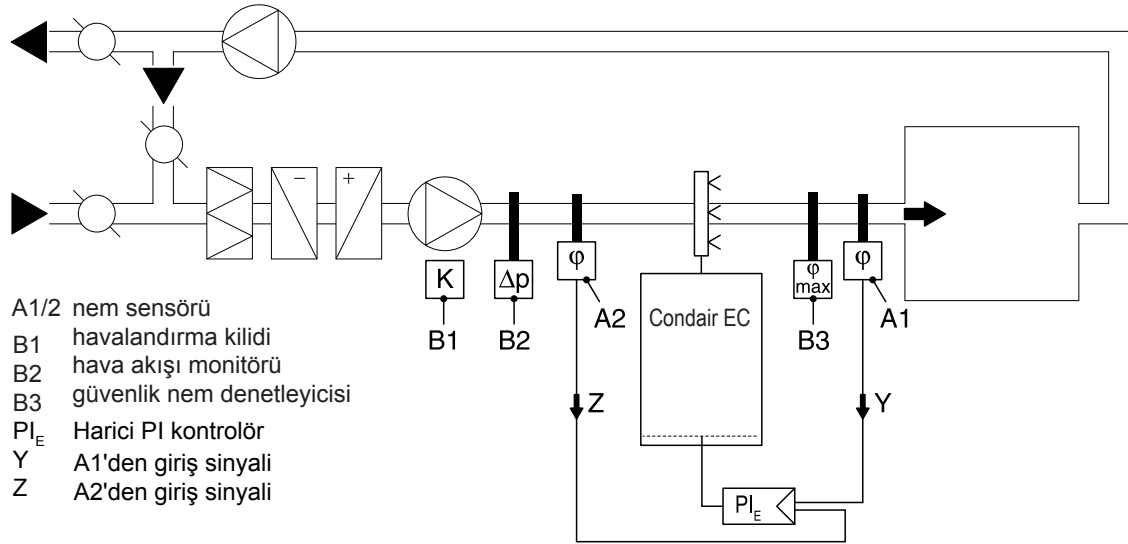 − +
K
Δp
φ
φ
max
φ
B1 B2 A2 Condair EC B3 A1
Z Y
PIE
A1/2 nem sensörü
B1 havalandırma kilidi
B2 hava akışı monitörü
B3 güvenlik nem denetleyicisi
PIE Harici PI kontrolör
Y A1'den giriş sinyali
Z A2'den giriş sinyali